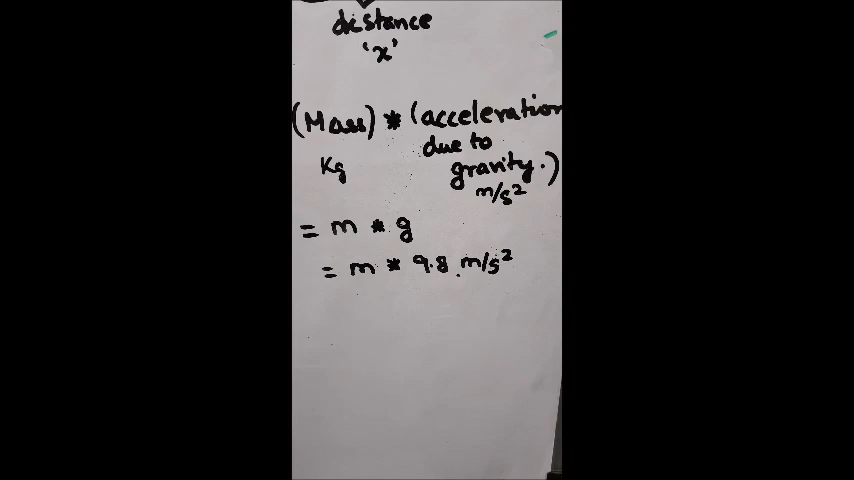 distance
'x'
(Mass) * (acceleration
due to
Kg gravity.)
m/s²
= m * g
= m * 9.8 m/s²